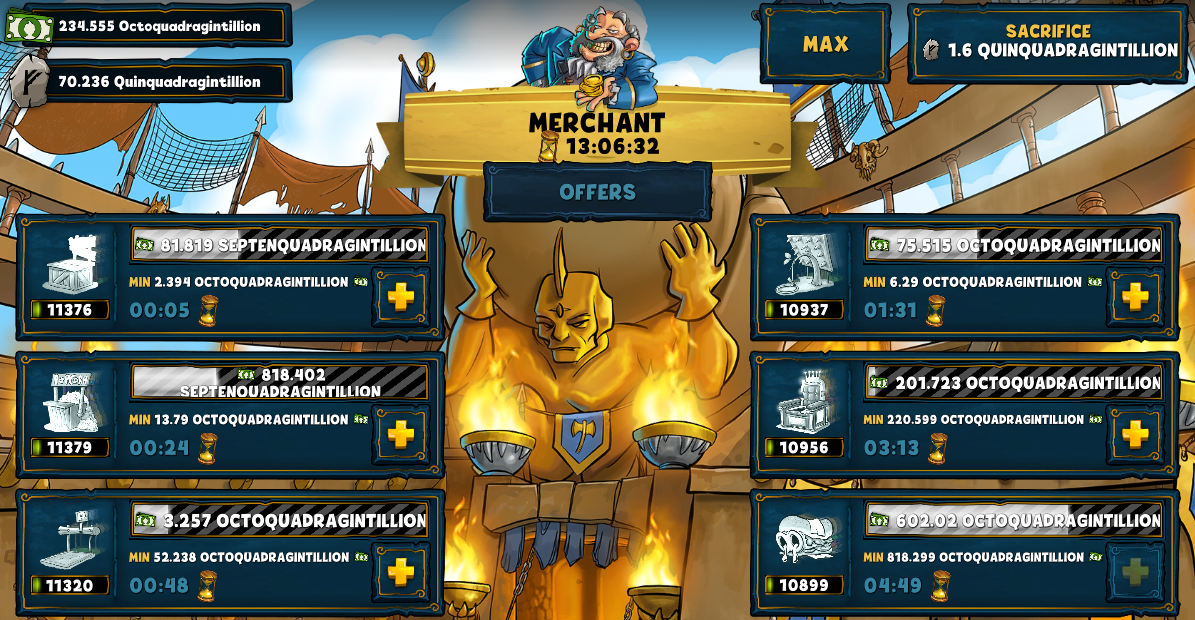 234.555 Octoquadragintillion
70.236 Quinquadragintillion
MERCHANT
13:06:32
OFFERS
MAX
SACRIFICE
1.6 QUINQUADRAGINTILLION
81.819 SEPTENQUADRAGINTILLION
MIN 2.394 OCTOQUADRAGINTILLION
11376
00:05
818.402
SEPTENQUADRAGINTILLION
MIN 13.79 OCTOQUADRAGINTILLION
11379
00:24
3.257 OCTOQUADRAGINTILLION
MIN 52.238 OCTOQUADRAGINTILLION
11320
00:48
75.515 OCTOQUADRAGINTILLION
MIN 6.29 OCTOQUADRAGINTILLION
10937
01:31
201.723 OCTOQUADRAGINTILLION
MIN 220.599 OCTOQUADRAGINTILLION
10956
03:13
602.02 OCTOQUADRAGINTILLION
MIN 818.299 OCTOQUADRAGINTILLION
10899
04:49